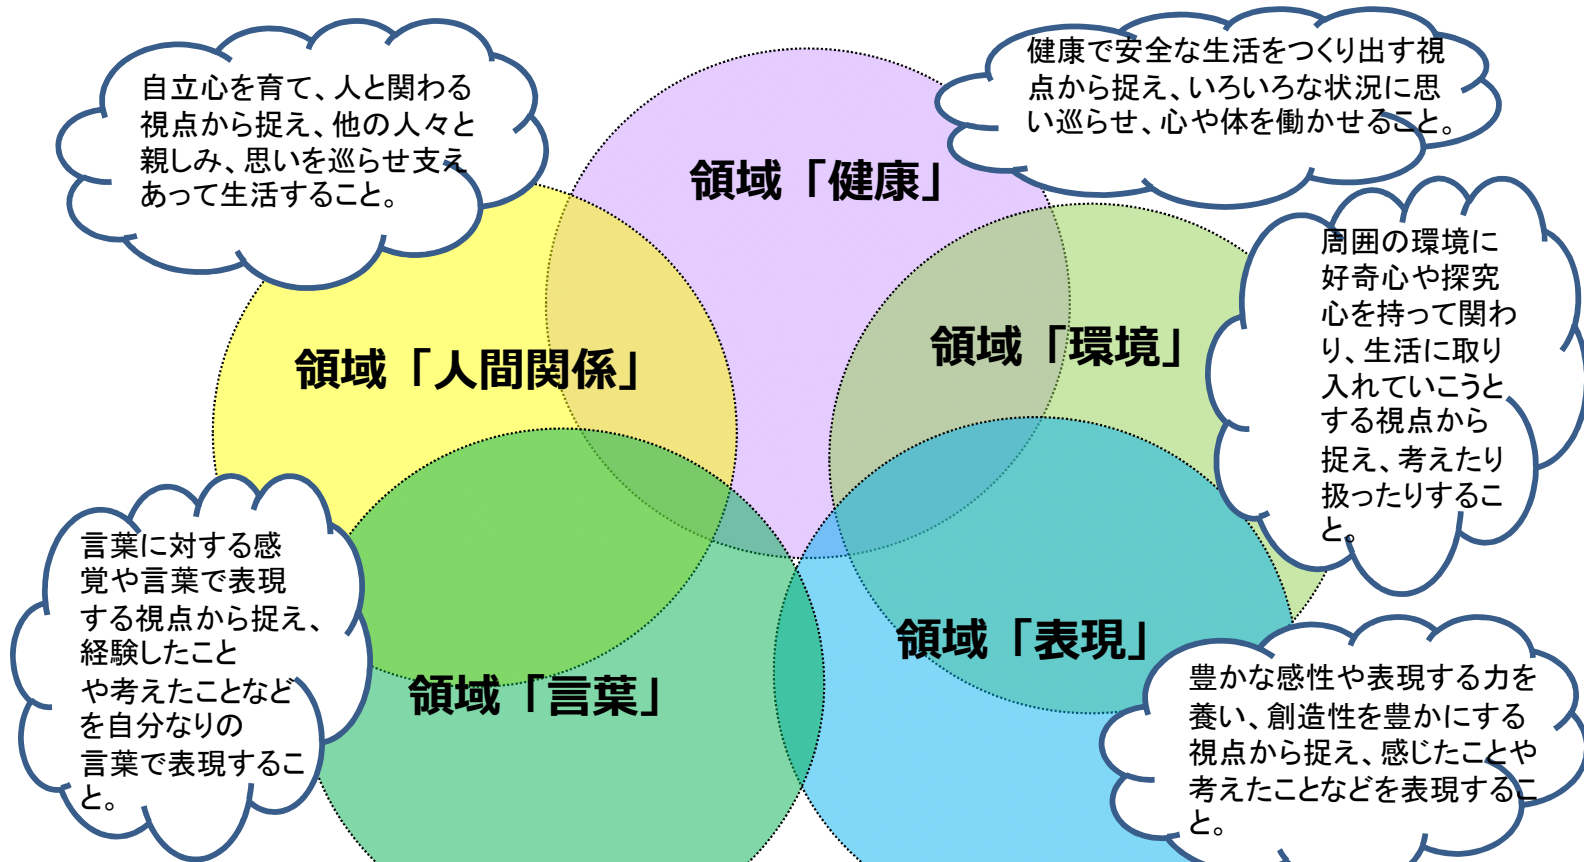 自立心を育て、人と関わる
視点から捉え、他の人々と
親しみ、思いを巡らせ支え
あって生活すること。
健康で安全な生活をつくり出す視
点から捉え、いろいろな状況に思
い巡らせ、心や体を働かせること。
領域「健康」
周囲の環境に
好奇心や探究
心を持って関わ
り、生活に取り
入れていこうと
する視点から
捉え、考えたり
扱ったりするこ
と。
領域「環境」
領域「人間関係」
言葉に対する感
覚や言葉で表現
する視点から捉え、
経験したこと
や考えたことなど
を自分なりの
言葉で表現するこ
と。
領域「言葉」
領域「表現」
豊かな感性や表現する力を
養い、創造性を豊かにする
視点から捉え、感じたことや
考えたことなどを表現するこ
と。